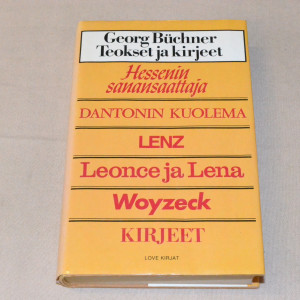 Georg Büchner
Teokset ja kirjeet
Hessenin
sanansaattaja
DANTONIN KUOLEMA
LENZ
Leonce ja Lena
Woyzeck
KIRJEET
LOVE KIRJAT